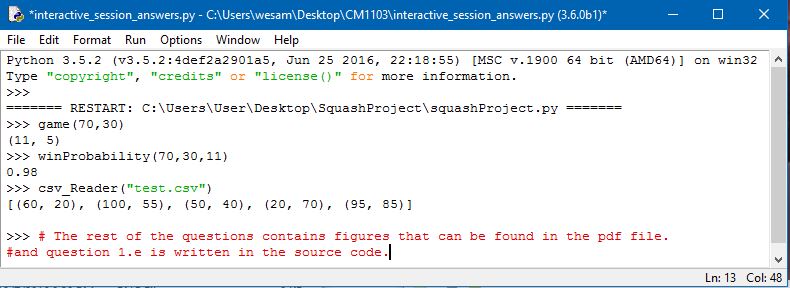 *interactive_session_answers.py - C:\Users\wesam\Desktop\CM1103\interactive_session_answers.py (3.6.0b1)*
File Edit Format Run Options Window Help
Python 3.5.2 (v3.5.2:4def2a2901a5, Jun 25 2016, 22:18:55) [MSC v.1900 64 bit (AMD64)] on win32
Type "copyright", "credits" or "license()" for more information.
>>>
======= RESTART: C:\Users\User\Desktop\SquashProject\squashProject.py =======
>>> game(70,30)
(11, 5)
>>> winProbability(70,30,11)
0.98
>>> csv_Reader("test.csv")
[(60, 20), (100, 55), (50, 40), (20, 70), (95, 85)]
>>> # The rest of the questions contains figures that can be found in the pdf file.
#and question 1.e is written in the source code.
Ln: 13 Col: 48